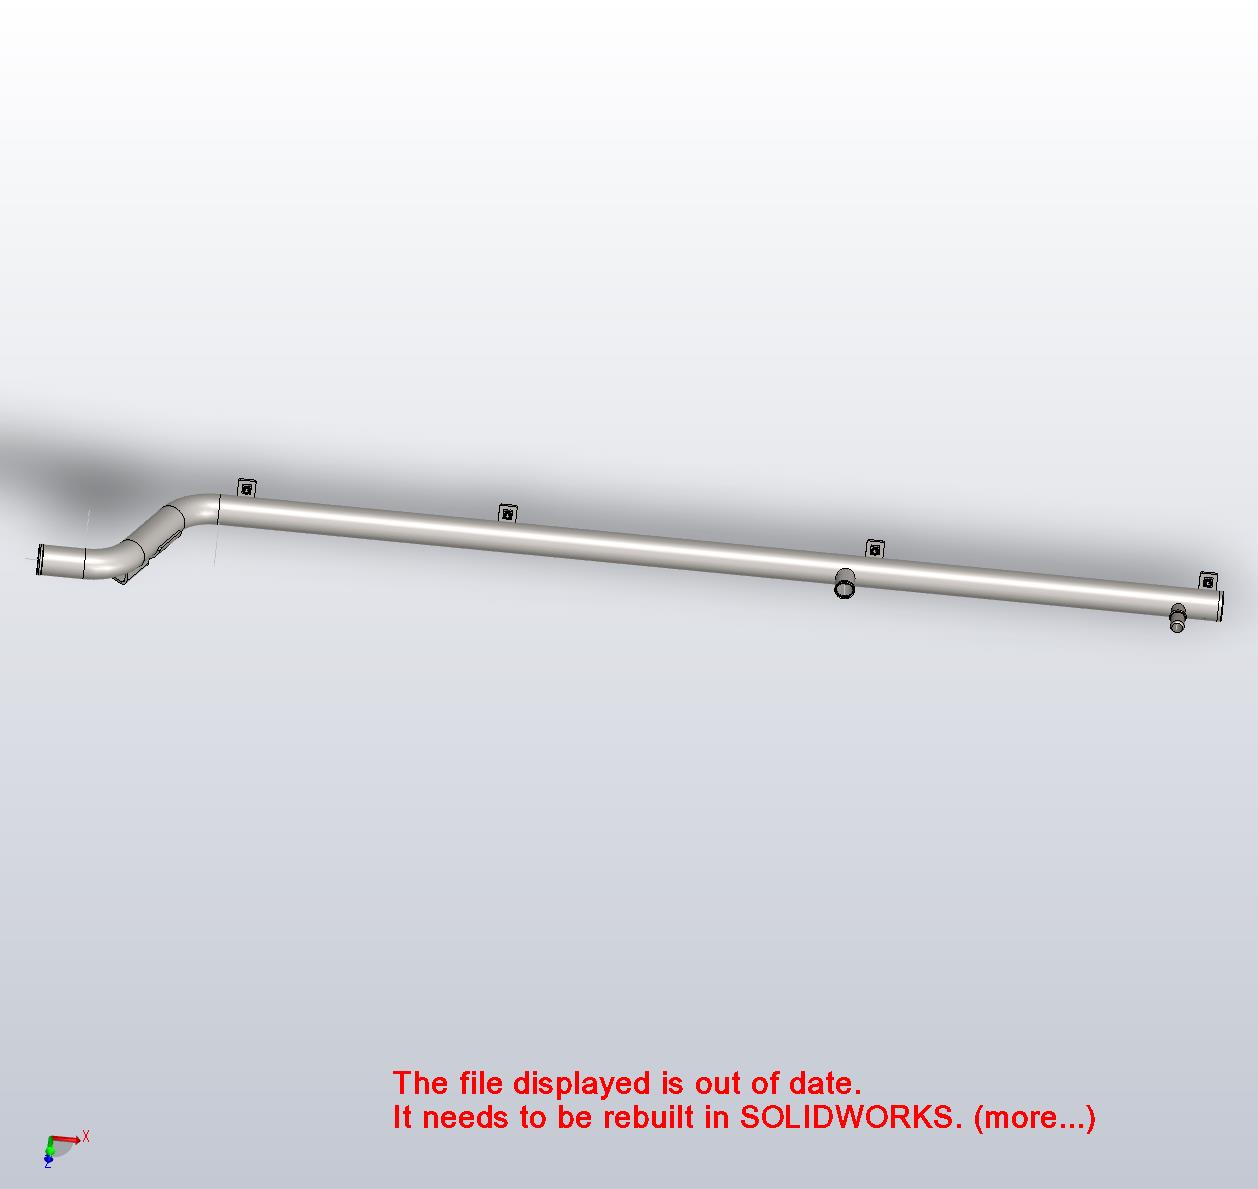 The file displayed is out of date.
It needs to be rebuilt in SOLIDWORKS. (more...)
X
Z